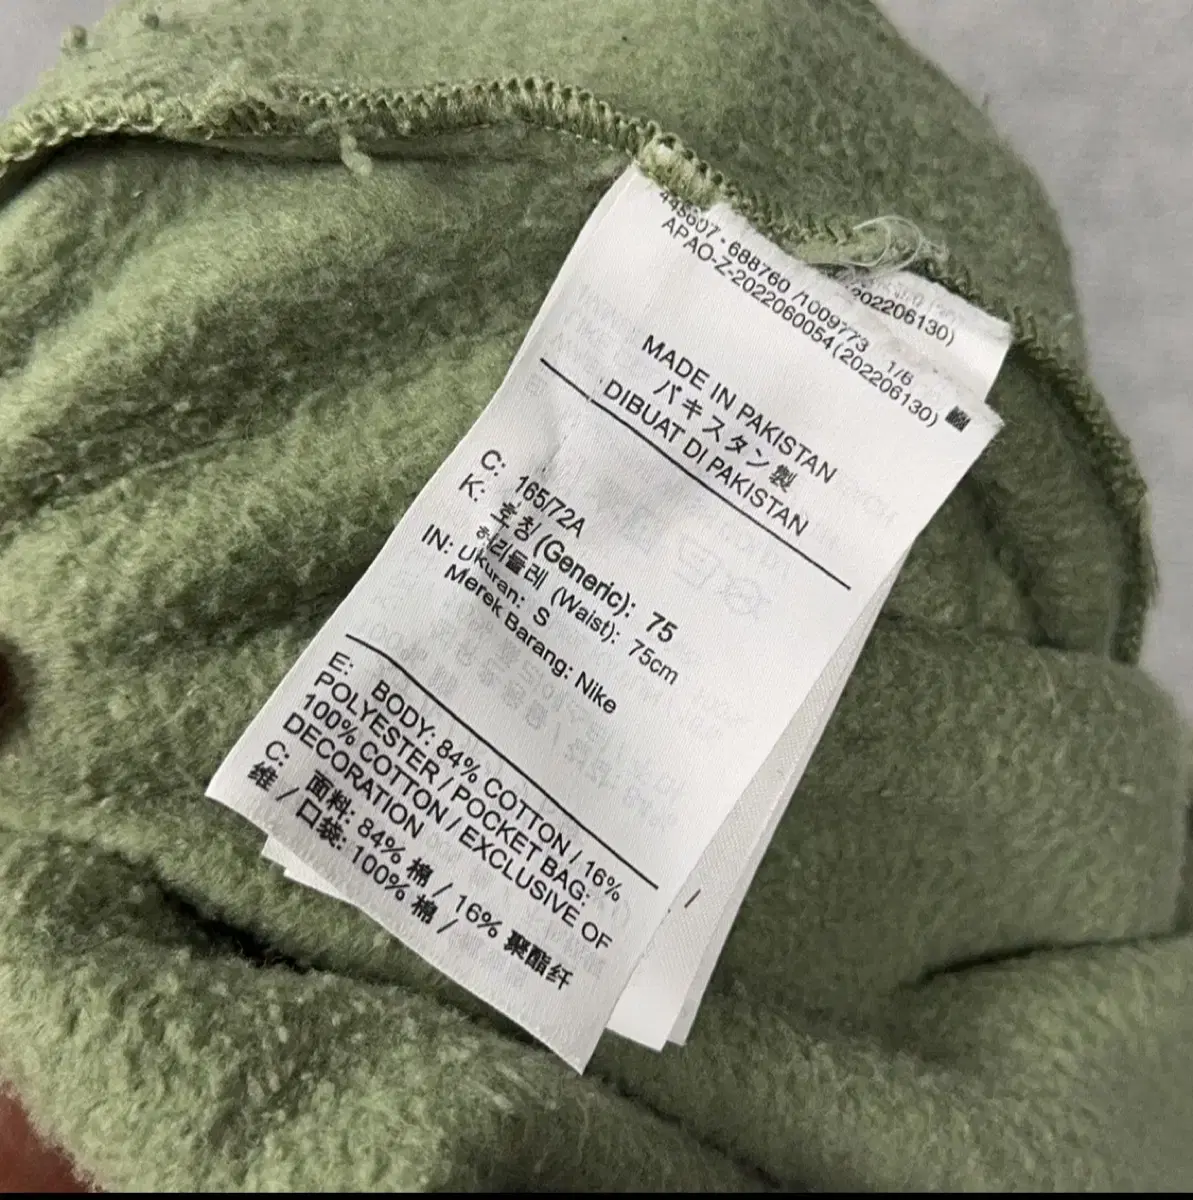 448607 - 688760 /1009773 1/6
202206130)
APAO-Z-2022060054(202206130)
MADE IN PAKISTAN
パキスタン製
DIBUAT DI PAKISTAN
C: 165/72A
K: 호칭 (Generic): 75
허리둘레 (Waist): 75cm
IN: Ukuran: S
Merek Barang: Nike
E: BODY: 84% COTTON / 16%
POLYESTER / POCKET BAG:
100% COTTON / EXCLUSIVE OF
DECORATION
C: 面料: 84% 棉 / 16% 聚酯纤
维 / 口袋: 100% 棉 /